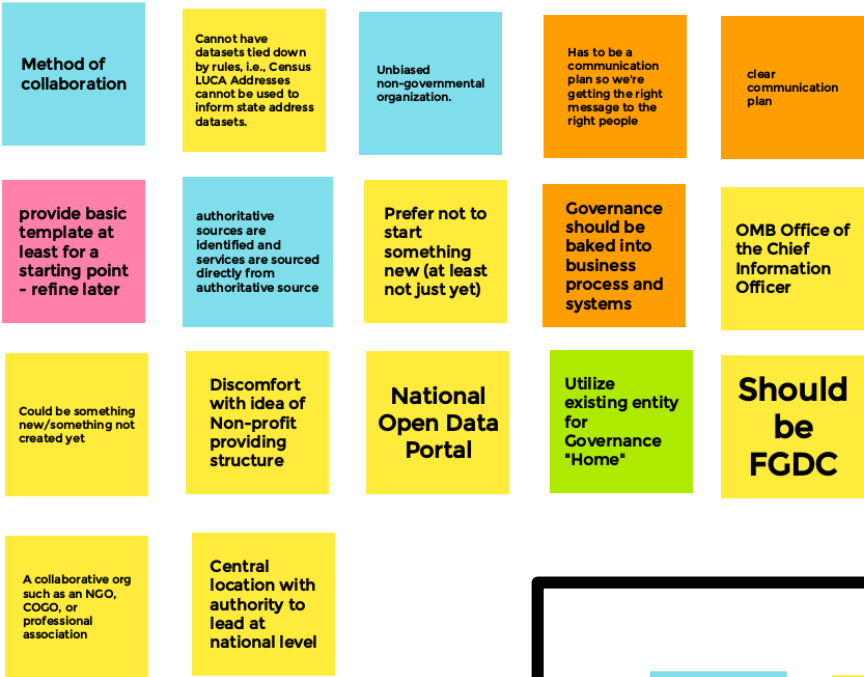 Method of
collaboration
Cannot have
datasets tied down
by rules, i.e., Census
LUCA Addresses
cannot be used to
inform state address
datasets.
Unbiased
non-governmental
organization.
Has to be a
communication
plan so we're
getting the right
message to the
right people
clear
communication
plan
provide basic
template at
least for a
starting point
- refine later
authoritative
sources are
identified and
services are sourced
directly from
authoritative source
Prefer not to
start
something
new (at least
not just yet)
Governance
should be
baked into
business
process and
systems
OMB Office of
the Chief
Information
Officer
Could be something
new/something not
created yet
Discomfort
with idea of
Non-profit
providing
structure
National
Open Data
Portal
Utilize
existing entity
for
Governance
"Home"
Should
be
FGDC
A collaborative org
such as an NGO,
COGO, or
professional
association
Central
location with
authority to
lead at
national level